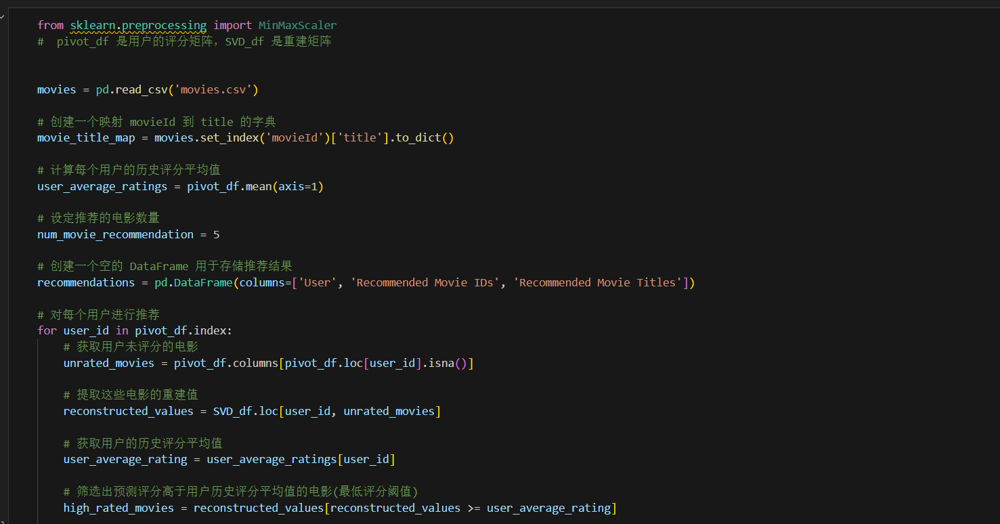 from sklearn.preprocessing import MinMaxScaler
#  pivot_df 是用户的评分矩阵，SVD_df 是重建矩阵
movies = pd.read_csv('movies.csv')
# 创建一个映射 movieId 到 title 的字典
movie_title_map = movies.set_index('movieId')['title'].to_dict()
# 计算每个用户的历史评分平均值
user_average_ratings = pivot_df.mean(axis=1)
# 设定推荐的电影数量
num_movie_recommendation = 5
# 创建一个空的 DataFrame 用于存储推荐结果
recommendations = pd.DataFrame(columns=['User', 'Recommended Movie IDs', 'Recommended Movie Titles'])
# 对每个用户进行推荐
for user_id in pivot_df.index:
    # 获取用户未评分的电影
    unrated_movies = pivot_df.columns[pivot_df.loc[user_id].isna()]
    # 提取这些电影的重建值
    reconstructed_values = SVD_df.loc[user_id, unrated_movies]
    # 获取用户的历史评分平均值
    user_average_rating = user_average_ratings[user_id]
    # 筛选出预测评分高于用户历史评分平均值的电影(最低评分阈值)
    high_rated_movies = reconstructed_values[reconstructed_values >= user_average_rating]